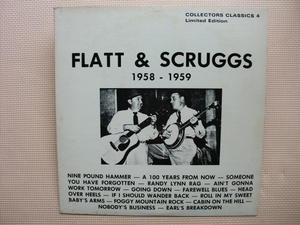 COLLECTORS CLASSICS 4
Limited Edition
FLATT & SCRUGGS
1958 - 1959
NINE POUND HAMMER — A 100 YEARS FROM NOW — SOMEONE
YOU HAVE FORGOTTEN — RANDY LYNN RAG — AIN'T GONNA
WORK TOMORROW — GOING DOWN — FAREWELL BLUES — HEAD
OVER HEELS — IF I SHOULD WANDER BACK — ROLL IN MY SWEET
BABY'S ARMS — FOGGY MOUNTAIN ROCK — CABIN ON THE HILL —
NOBODY'S BUSINESS — EARL'S BREAKDOWN